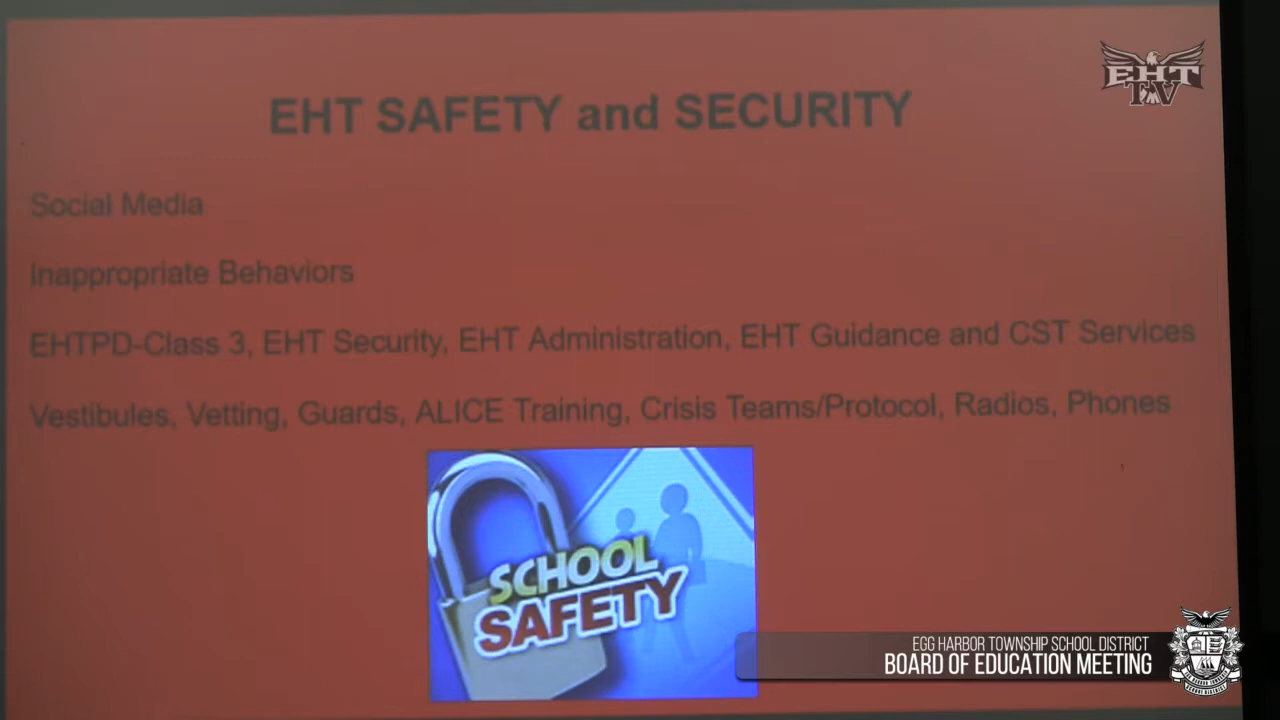 EHT
TV
EHT SAFETY and SECURITY
Social Media
Inappropriate Behaviors
EHTPD-Class 3, EHT Security, EHT Administration, EHT Guidance and CST Services
Vestibules, Vetting, Guards, ALICE Training, Crisis Teams/Protocol, Radios, Phones
SCHOOL
SAFETY
EGG HARBOR TOWNSHIP SCHOOL DISTRICT
BOARD OF EDUCATION MEETING